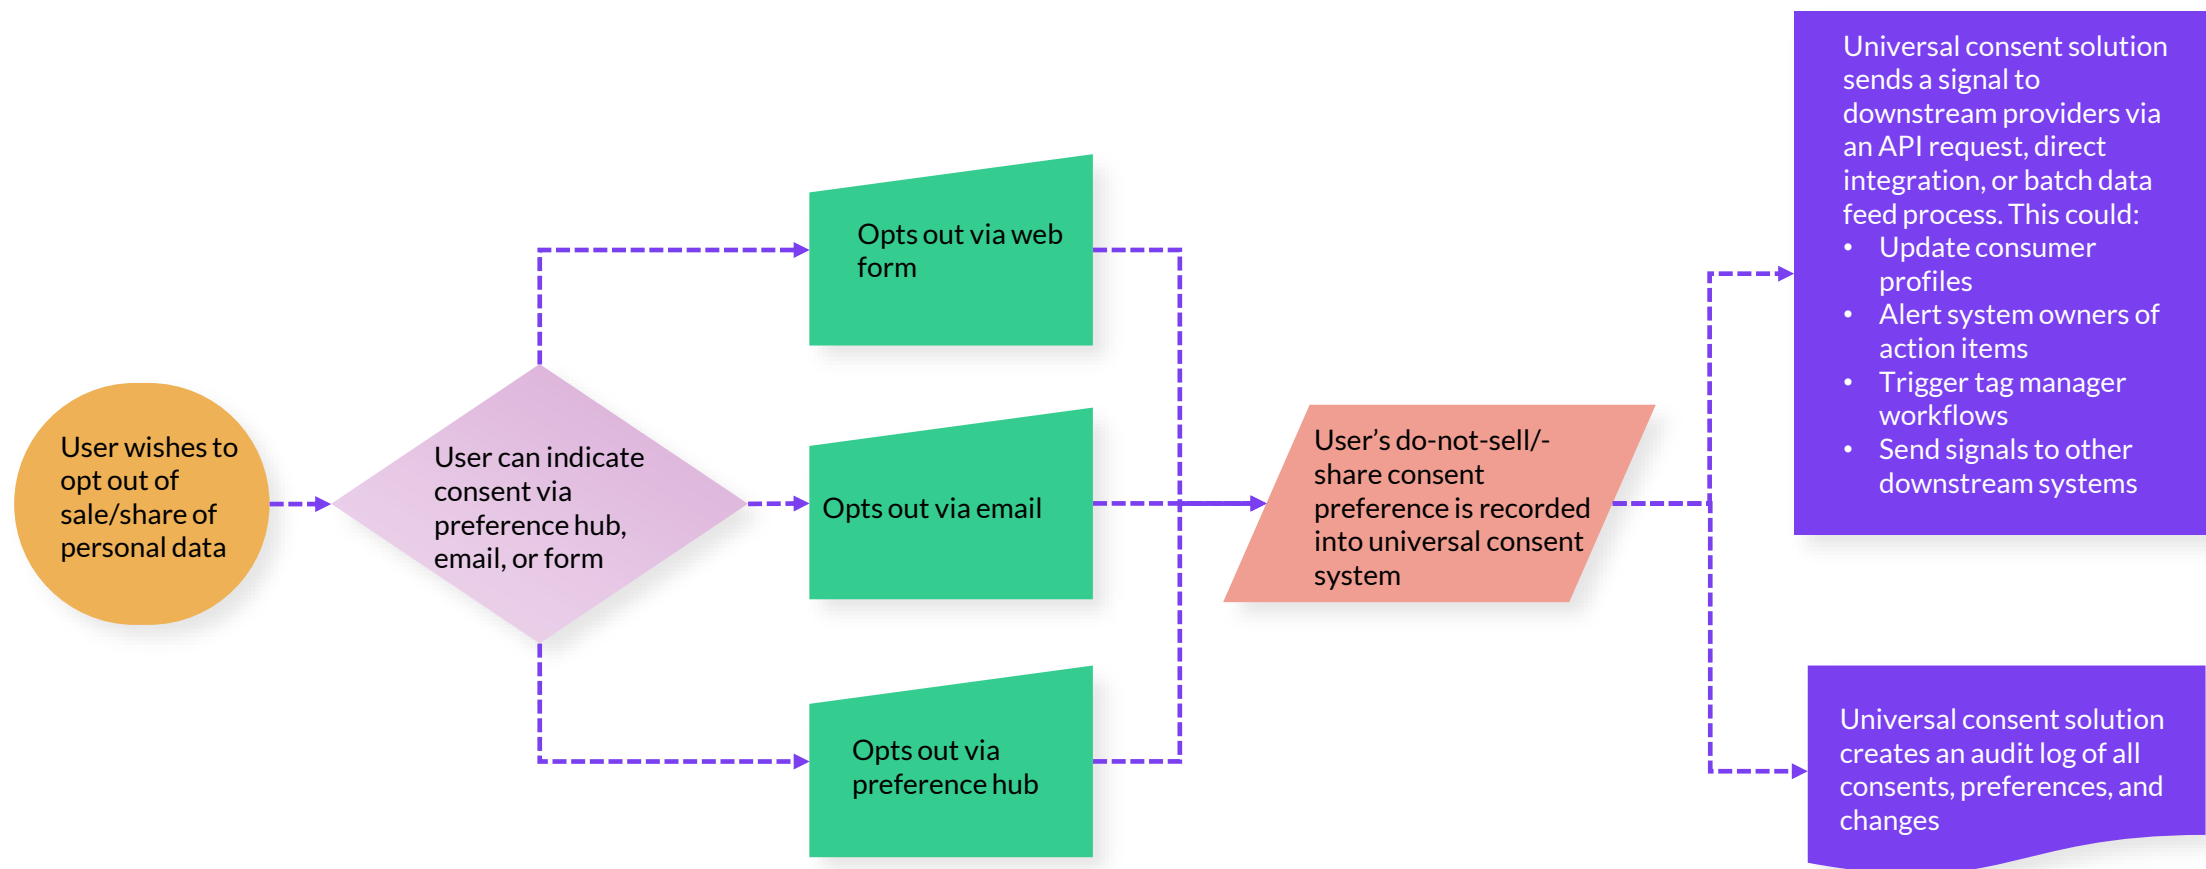 User wishes to
opt out of
sale/share of
personal data
User can indicate
consent via
preference hub,
email, or form
Opts out via web
form
Opts out via email
Opts out via
preference hub
User’s do-not-sell/-
share consent
preference is recorded
into universal consent
system
Universal consent solution
sends a signal to
downstream providers via
an API request, direct
integration, or batch data
feed process. This could:
• Update consumer
profiles
• Alert system owners of
action items
• Trigger tag manager
workflows
• Send signals to other
downstream systems
Universal consent solution
creates an audit log of all
consents, preferences, and
changes